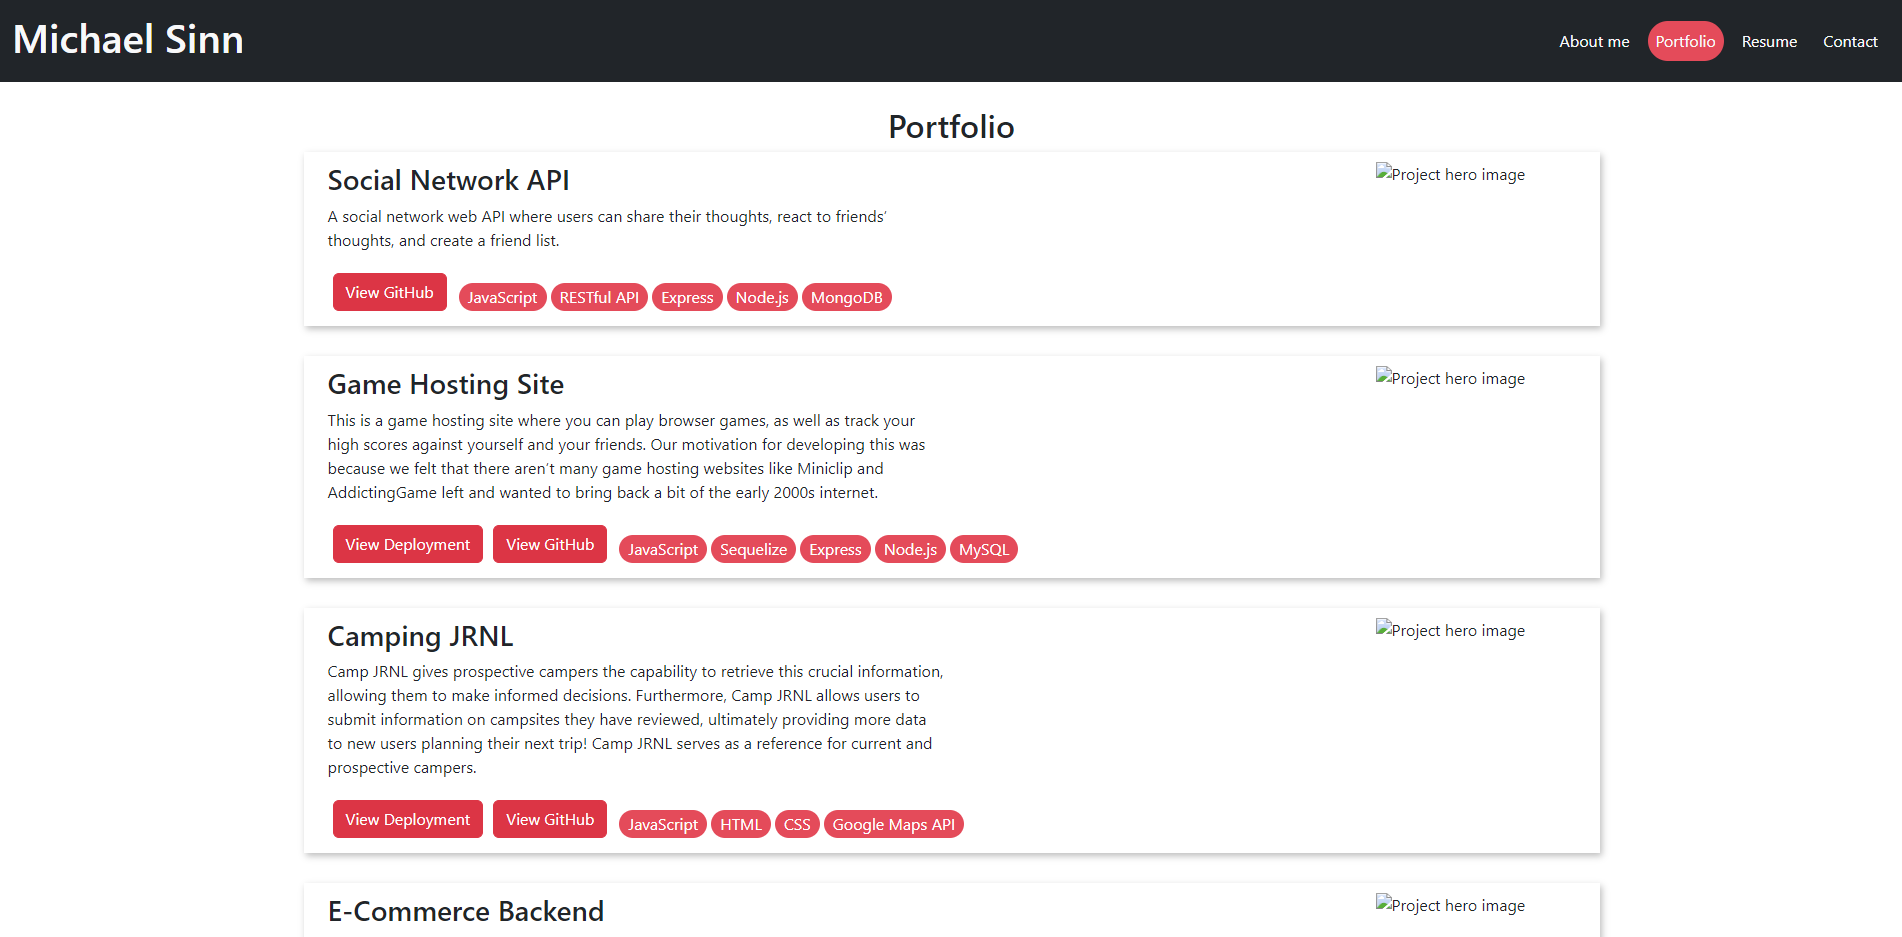 Michael Sinn
About me Portfolio Resume Contact
Portfolio
Social Network API
Project hero image
A social network web API where users can share their thoughts, react to friends'
thoughts, and create a friend list.
View GitHub JavaScript RESTful API Express Node.js MongoDB
Game Hosting Site
Project hero image
This is a game hosting site where you can play browser games, as well as track your
high scores against yourself and your friends. Our motivation for developing this was
because we felt that there aren't many game hosting websites like Miniclip and
AddictingGame left and wanted to bring back a bit of the early 2000s internet.
View Deployment View GitHub JavaScript Sequelize Express Node.js MySQL
Camping JRNL
Project hero image
Camp JRNL gives prospective campers the capability to retrieve this crucial information,
allowing them to make informed decisions. Furthermore, Camp JRNL allows users to
submit information on campsites they have reviewed, ultimately providing more data
to new users planning their next trip! Camp JRNL serves as a reference for current and
prospective campers.
View Deployment View GitHub JavaScript HTML CSS Google Maps API
E-Commerce Backend
Project hero image